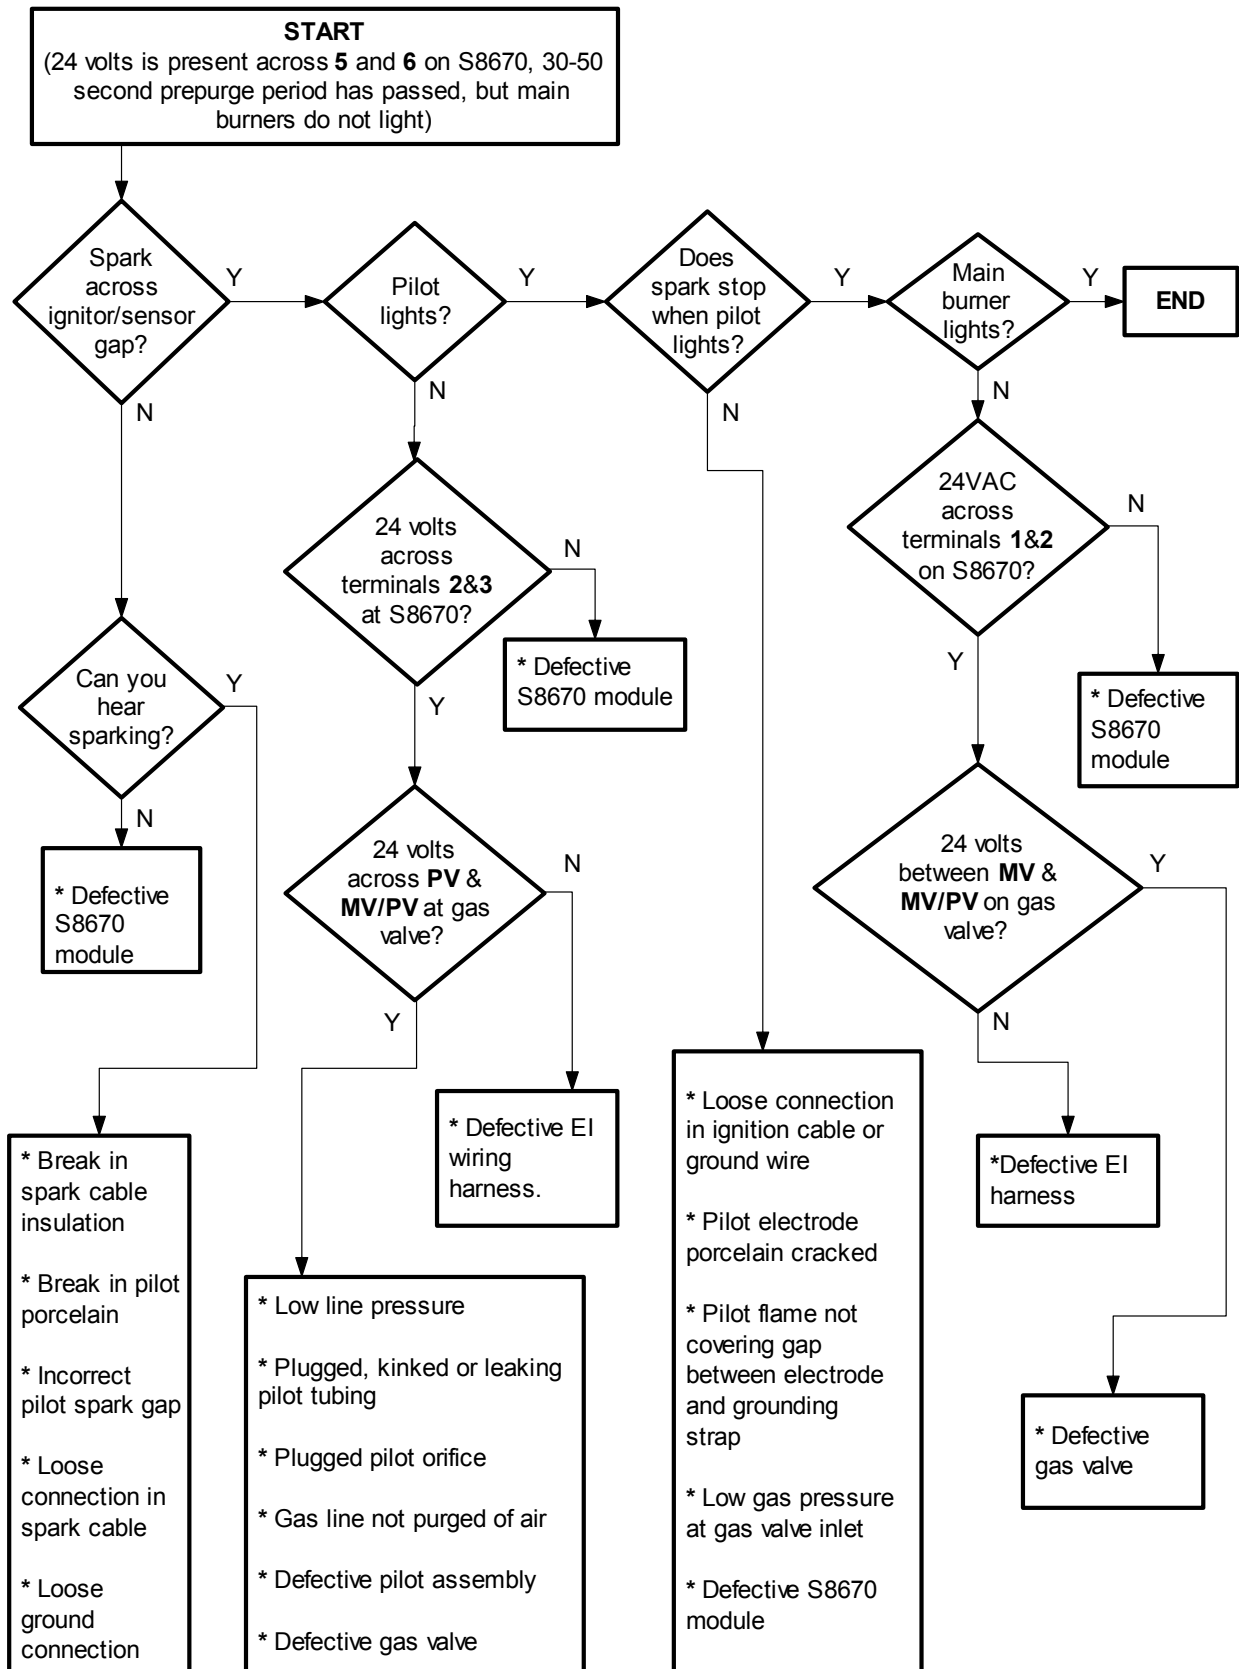 START
(24 volts is present across 5 and 6 on S8670, 30-50
second prepurge period has passed, but main
burners do not light)
Spark
across
ignitor/sensor
gap?
Y
N
Pilot
lights?
Y
N
Does
spark stop
when pilot
lights?
Y
N
Main
burner
lights?
Y
N
END
Can you
hear
sparking?
Y
N
* Defective
S8670
module
24 volts
across
terminals 2&3
at S8670?
N
Y
* Defective
S8670 module
24VAC
across
terminals 1&2
on S8670?
N
Y
* Defective
S8670
module
24 volts
across PV &
MV/PV at gas
valve?
N
Y
24 volts
between MV &
MV/PV on gas
valve?
Y
N
* Break in
spark cable
insulation
* Break in pilot
porcelain
* Incorrect
pilot spark gap
* Loose
connection in
spark cable
* Loose
ground
connection
* Low line pressure
* Plugged, kinked or leaking
pilot tubing
* Plugged pilot orifice
* Gas line not purged of air
* Defective pilot assembly
* Defective gas valve
* Defective EI
wiring
harness.
* Loose connection
in ignition cable or
ground wire
* Pilot electrode
porcelain cracked
* Pilot flame not
covering gap
between electrode
and grounding
strap
* Low gas pressure
at gas valve inlet
* Defective S8670
module
*Defective EI
harness
* Defective
gas valve